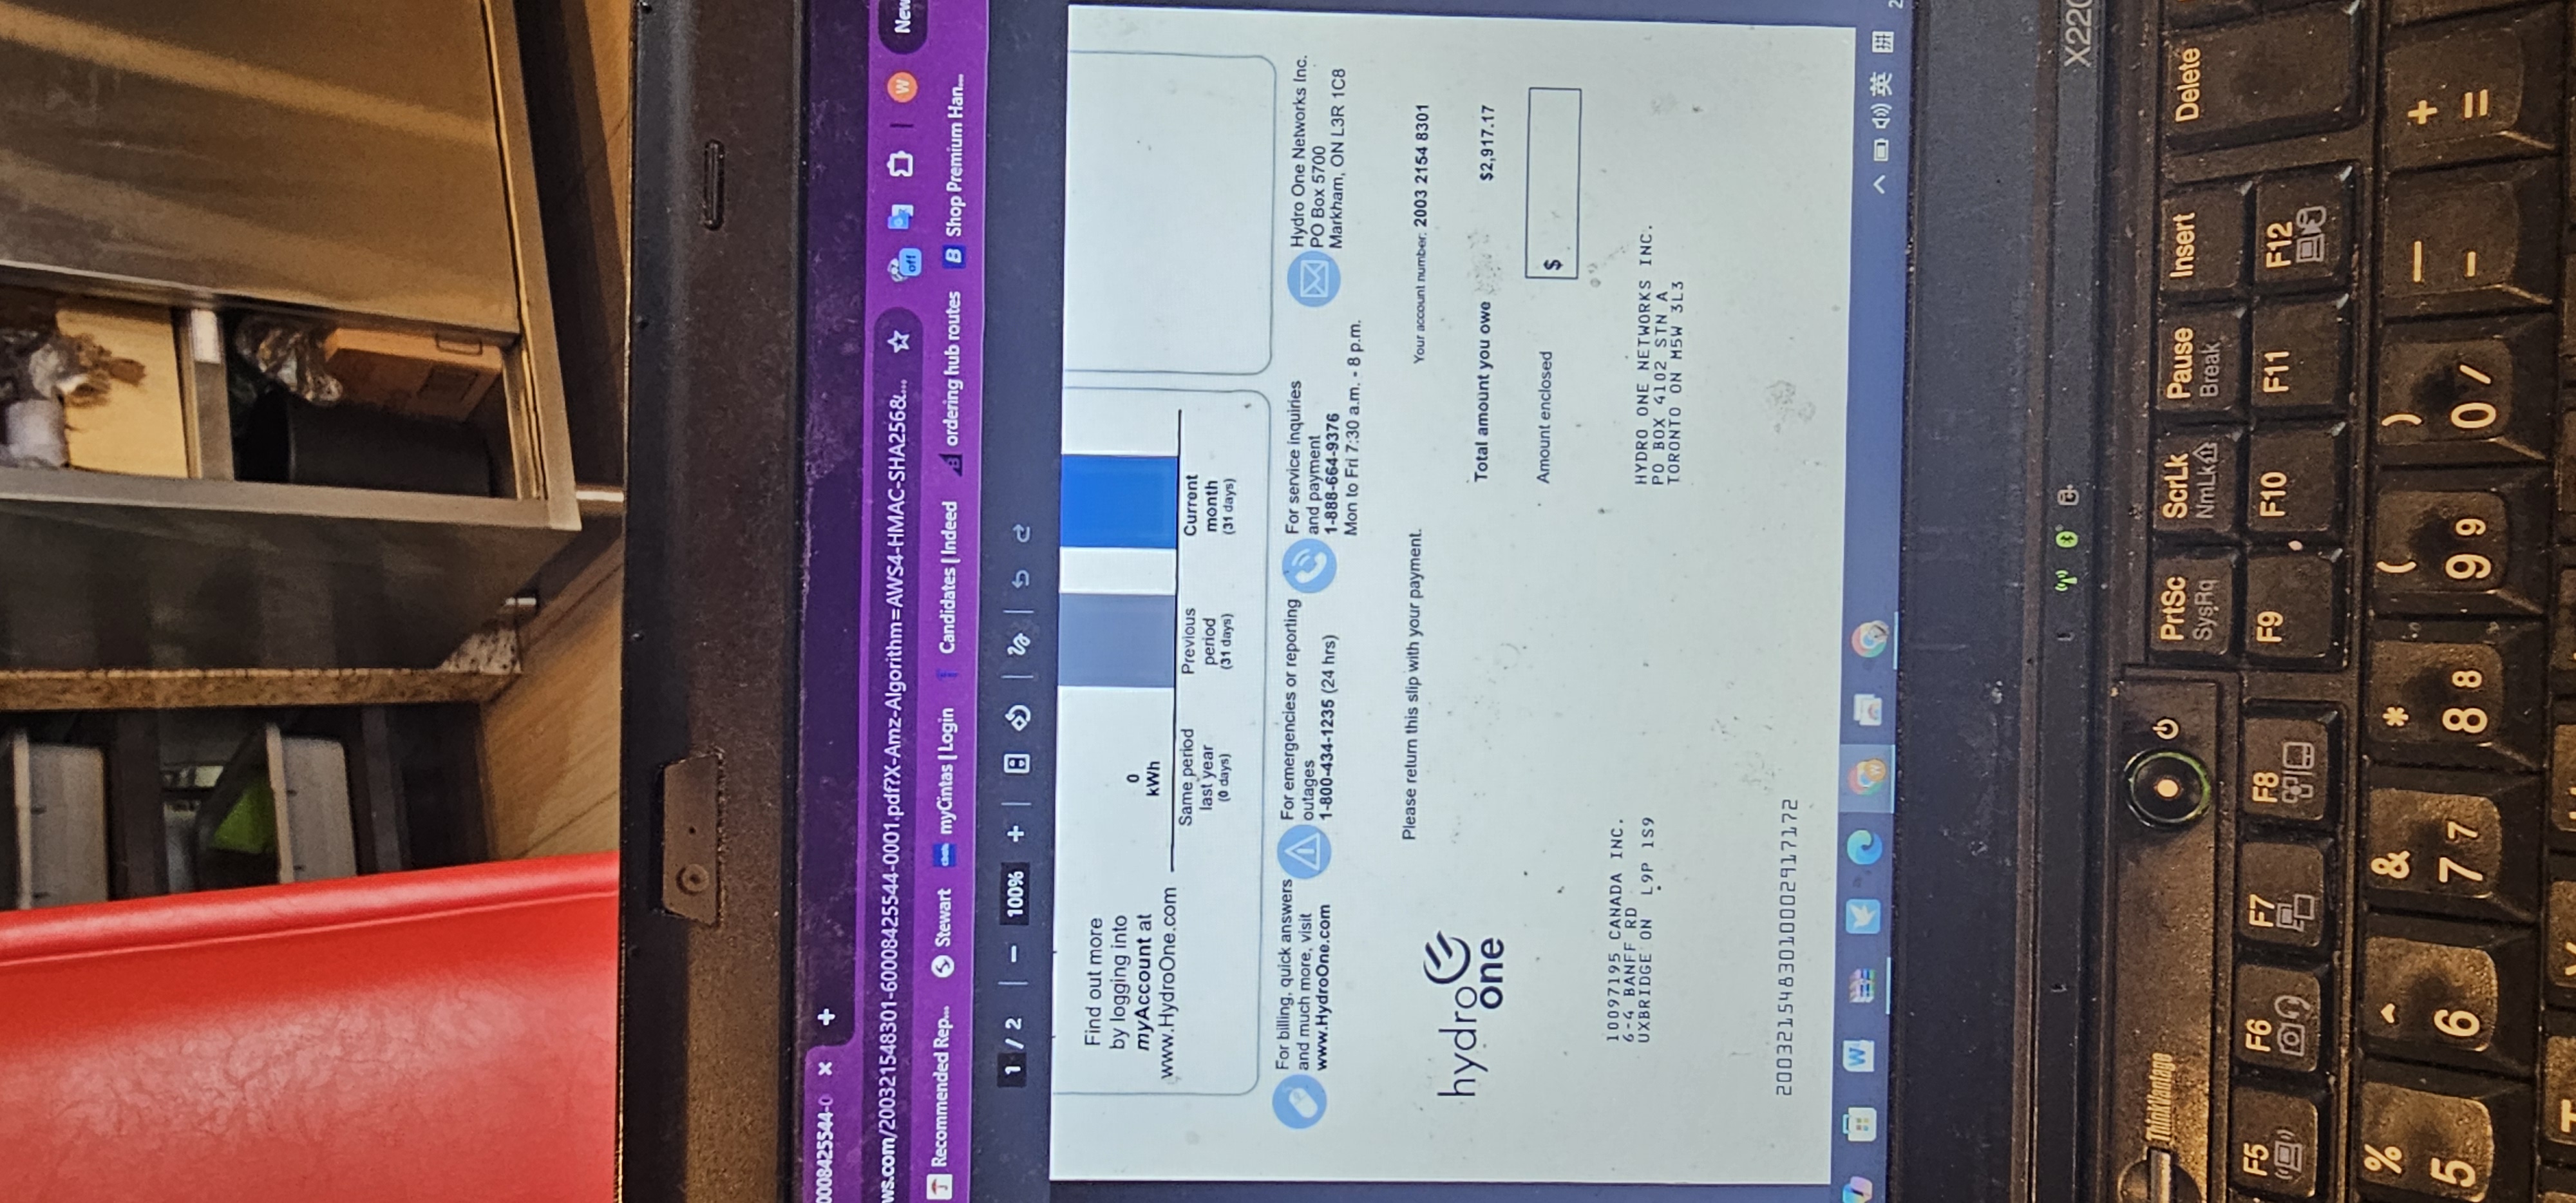 0008425544-0
ws.com/200321548301-60008425544-0001.pdf?X-Amz-Algorithm=AWS4-HMAC-SHA256&...
off
W
New
Recommended Rep...
Stewart
myCintas | Login
Candidates | Indeed
ordering hub routes
B
Shop Premium Han...
1 / 2
100%
Find out more
by logging into
myAccount at
www.HydroOne.com
0
kWh
Same period
last year
(0 days)
Previous
period
(31 days)
Current
month
(31 days)
For billing, quick answers
and much more, visit
www.HydroOne.com
For emergencies or reporting
outages
1-800-434-1235 (24 hrs)
For service inquiries
and payment
1-888-664-9376
Mon to Fri 7:30 a.m. - 8 p.m.
Hydro One Networks Inc.
PO Box 5700
Markham, ON L3R 1C8
Please return this slip with your payment.
Your account number: 2003 2154 8301
hydro
one
Total amount you owe $2,917.17
Amount enclosed $
10097195 CANADA INC.
6-4 BANFF RD
UXBRIDGE ON L9P 1S9
HYDRO ONE NETWORKS INC.
PO BOX 4102 STN A
TORONTO ON M5W 3L3
2003215483010002917172
W
英
拼
2
X220
ThinkVantage
PrtSc
SysRq
ScrLk
NmLk
Pause
Break
Insert
Delete
F5
F6
F7
F8
F9
F10
F11
F12
%
5
^
6
&
7 7
*
8 8
(
9 9
)
0 /
—
-
+
=